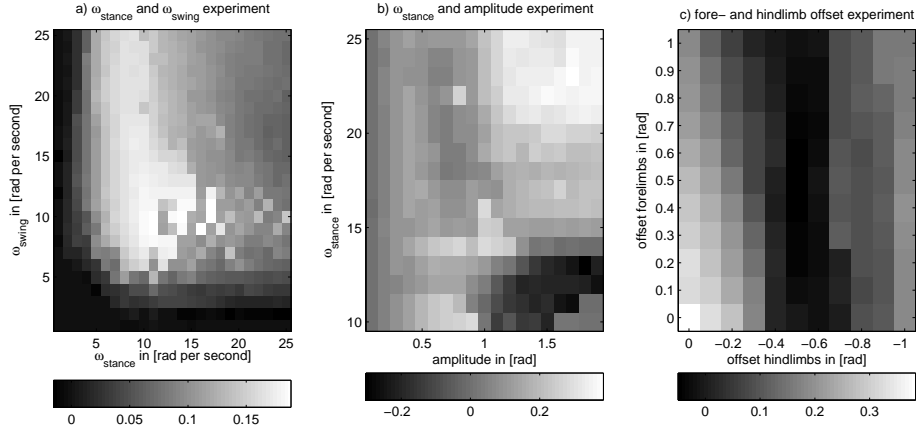 a) ω_stance and ω_swing experiment
25
20
15
10
5
ω_swing in [rad per second]
5 10 15 20 25
ω_stance in [rad per second]
0 0.05 0.1 0.15
b) ω_stance and amplitude experiment
25
20
15
10
ω_stance in [rad per second]
0.5 1 1.5
amplitude in [rad]
−0.2 0 0.2
c) fore− and hindlimb offset experiment
1
0.9
0.8
0.7
0.6
0.5
0.4
0.3
0.2
0.1
0
offset forelimbs in [rad]
0 −0.2 −0.4 −0.6 −0.8 −1
offset hindlimbs in [rad]
0 0.1 0.2 0.3